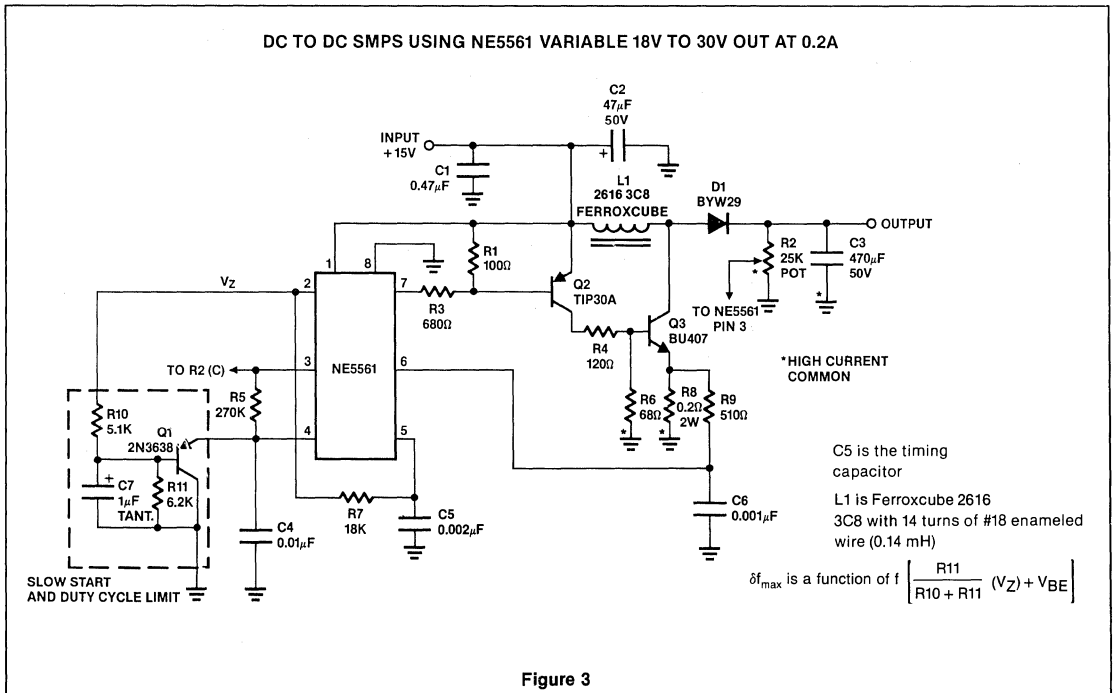 DC TO DC SMPS USING NE5561 VARIABLE 18V TO 30V OUT AT 0.2A
C2
47µF
50V
+
INPUT
+15V
C1
0.47µF
L1
2616 3C8
FERROXCUBE
D1
BYW29
OUTPUT
R1
100Ω
R2
25K
POT
*
C3
470µF
50V
*
1
8
VZ
2
7
R3
680Ω
Q2
TIP30A
TO NE5561
PIN 3
R4
120Ω
Q3
BU407
*HIGH CURRENT
COMMON
TO R2 (C)
3
NE5561
6
R5
270K
R6
68Ω
*
R8
0.2Ω
2W
*
R9
510Ω
R10
5.1K
Q1
2N3638
4
5
+
C7
1µF
TANT.
R11
6.2K
R7
18K
C4
0.01µF
C5
0.002µF
C6
0.001µF
C5 is the timing
capacitor
L1 is Ferroxcube 2616
3C8 with 14 turns of #18 enameled
wire (0.14 mH)
SLOW START
AND DUTY CYCLE LIMIT
δfmax is a function of f [ R11 / R10 + R11 (VZ) + VBE ]
Figure 3